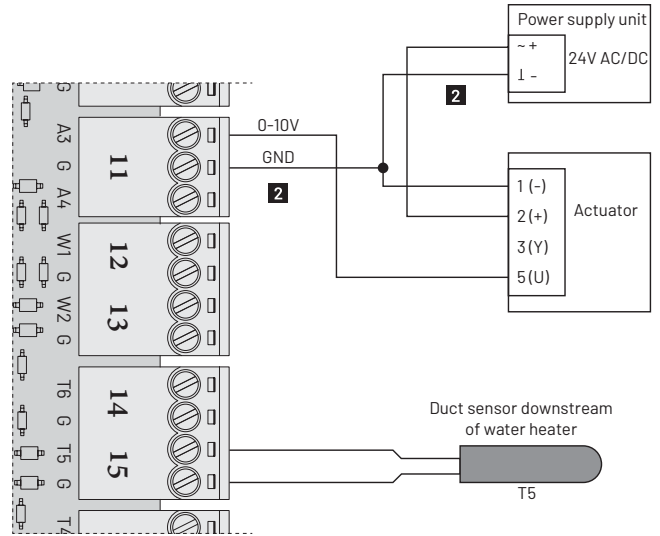 Power supply unit
~ +
24V AC/DC
⊥ -
2
G
A3
0-10V
11
G
GND
2
A4
1 (-)
2 (+)
Actuator
3 (Y)
5 (U)
W1
12
G
W2
13
G
T6
14
G
T5
15
G
Duct sensor downstream
of water heater
T5
T4